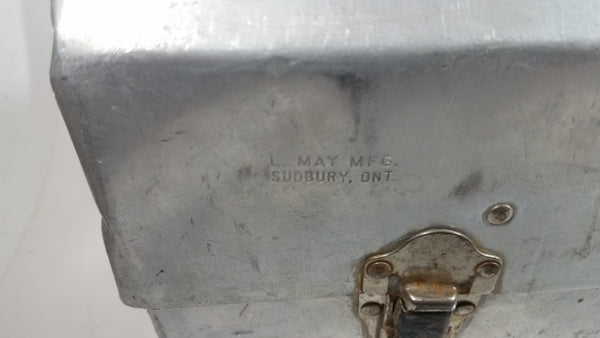 L. MAY MFG.
SUDBURY, ONT.